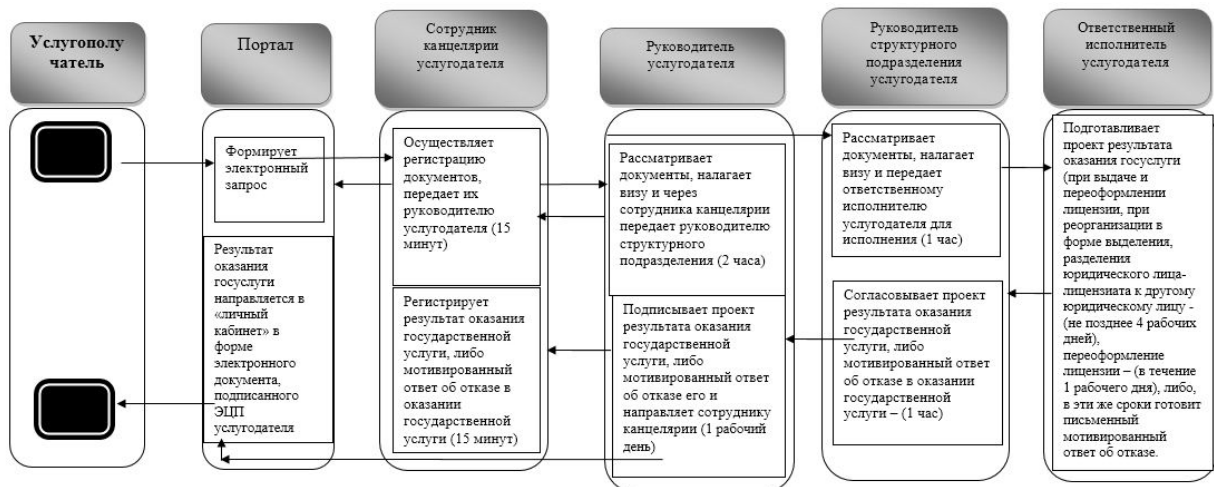 Услугополу
чатель
Портал
Сотрудник
канцелярии
услугодателя
Руководитель
услугодателя
Руководитель
структурного
подразделения
услугодателя
Ответственный
исполнитель
услугодателя
Формирует
электронный
запрос
Результат
оказания
госуслуги
направляется в
«личный
кабинет» в
форме
электронного
документа,
подписанного
ЭЦП
услугодателя
Осуществляет
регистрацию
документов,
передает их
руководителю
услугодателя (15
минут)
Регистрирует
результат оказания
государственной
услуги, либо
мотивированный
ответ об отказе в
оказании
государственной
услуги (15 минут)
Рассматривает
документы, налагает
визу и через
сотрудника канцелярии
передает руководителю
структурного
подразделения (2 часа)
Подписывает проект
результата оказания
государственной
услуги, либо
мотивированный ответ
об отказе его и
направляет сотруднику
канцелярии (1 рабочий
день)
Рассматривает
документы, налагает
визу и передает
ответственному
исполнителю
услугодателя для
исполнения (1 час)
Согласовывает проект
результата оказания
государственной
услуги, либо
мотивированный ответ
об отказе в оказании
государственной
услуги – (1 час)
Подготавливает
проект результата
оказания госуслуги
(при выдаче и
переоформлении
лицензии, при
реорганизации в
форме выделения,
разделения
юридического лица-
лицензиата к другому
юридическому лицу -
(не позднее 4 рабочих
дней),
переоформление
лицензии – (в течение
1 рабочего дня), либо,
в эти же сроки готовит
письменный
мотивированный
ответ об отказе.